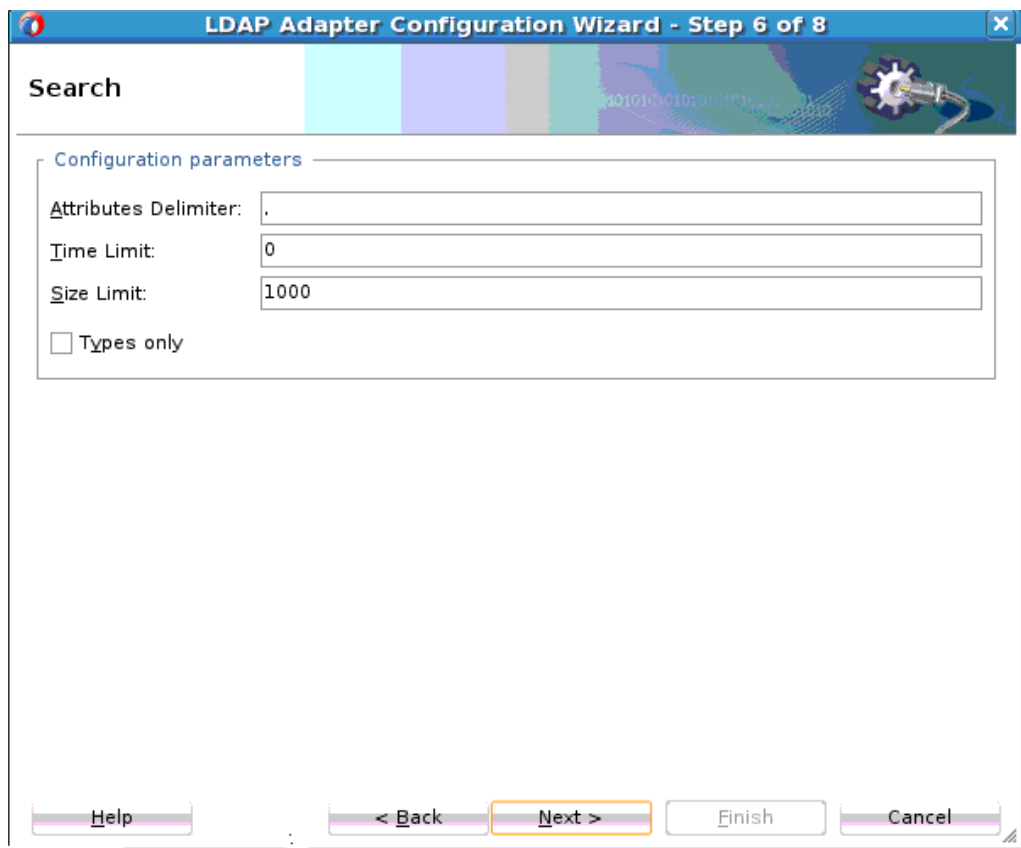 LDAP Adapter Configuration Wizard - Step 6 of 8
Search
Configuration parameters
Attributes Delimiter: ,
Time Limit: 0
Size Limit: 1000
Types only
Help
< Back
Next >
Finish
Cancel